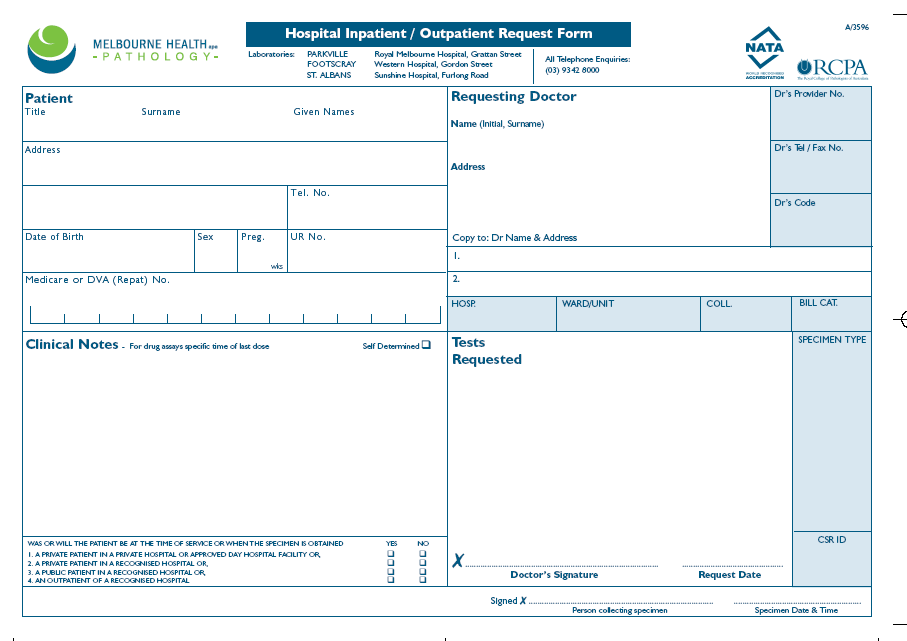 Hospital Inpatient / Outpatient Request Form
A/3596
MELBOURNE HEALTH
- PATHOLOGY -
Laboratories: PARKVILLE Royal Melbourne Hospital, Grattan Street
FOOTSCRAY Western Hospital, Gordon Street
ST. ALBANS Sunshine Hospital, Furlong Road
All Telephone Enquiries:
(03) 9342 8000
NATA
WORLD RECOGNISED
ACCREDITATION
RCPA
Patient
Title Surname Given Names
Address
Tel. No.
Date of Birth Sex Preg. UR No.
wks
Medicare or DVA (Repat) No.
Requesting Doctor
Name (Initial, Surname)
Address
Copy to: Dr Name & Address
1.
2.
Dr's Provider No.
Dr's Tel / Fax No.
Dr's Code
HOSP. WARD/UNIT COLL. BILL CAT.
Clinical Notes - For drug assays specific time of last dose Self Determined
Tests
Requested
SPECIMEN TYPE
WAS OR WILL THE PATIENT BE AT THE TIME OF SERVICE OR WHEN THE SPECIMEN IS OBTAINED YES NO
1. A PRIVATE PATIENT IN A PRIVATE HOSPITAL OR APPROVED DAY HOSPITAL FACILITY OR,
2. A PRIVATE PATIENT IN A RECOGNISED HOSPITAL OR,
3. A PUBLIC PATIENT IN A RECOGNISED HOSPITAL OR,
4. AN OUTPATIENT OF A RECOGNISED HOSPITAL
CSR ID
✗
Doctor's Signature Request Date
Signed ✗
Person collecting specimen Specimen Date & Time